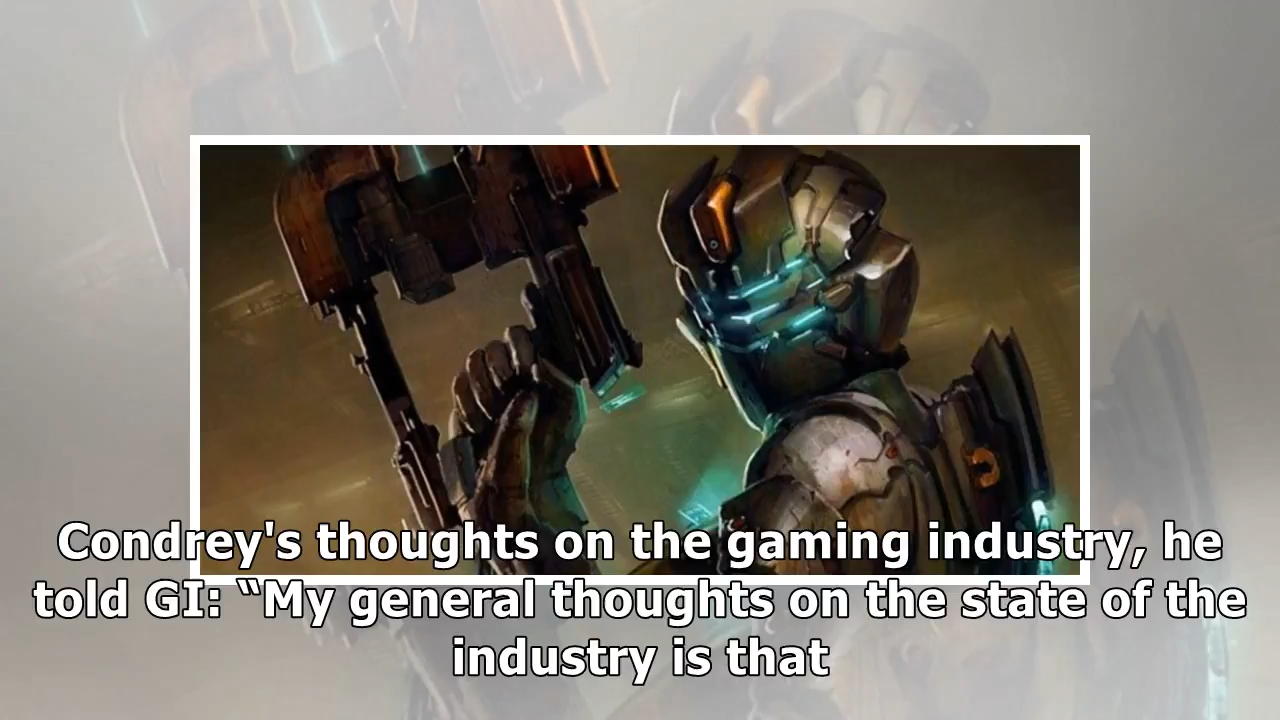 Condrey's thoughts on the gaming industry, he
told GI: “My general thoughts on the state of the
industry is that